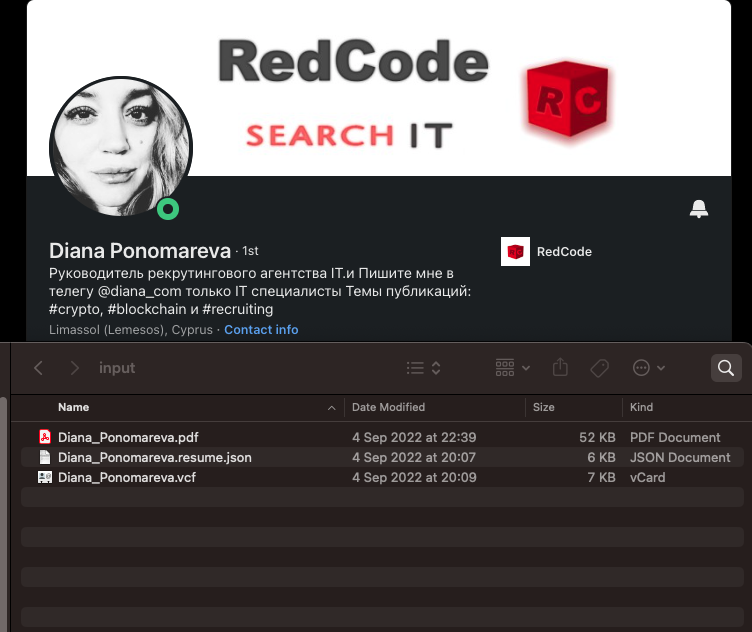 RedCode
SEARCH IT
RC
Diana Ponomareva · 1st
RedCode
Руководитель рекрутингового агентства IT.и Пишите мне в
телегу @diana_com только IT специалисты Темы публикаций:
#crypto, #blockchain и #recruiting
Limassol (Lemesos), Cyprus · Contact info
input
Name Date Modified Size Kind
Diana_Ponomareva.pdf 4 Sep 2022 at 22:39 52 KB PDF Document
Diana_Ponomareva.resume.json 4 Sep 2022 at 20:07 6 KB JSON Document
Diana_Ponomareva.vcf 4 Sep 2022 at 20:09 7 KB vCard